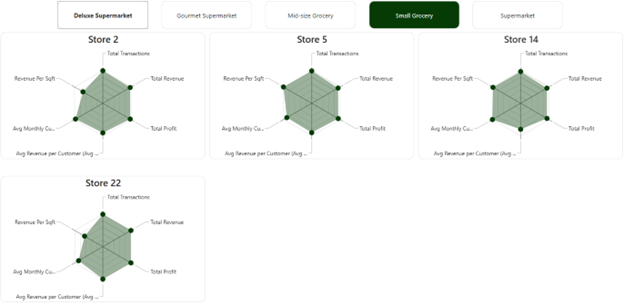 Deluxe Supermarket
Gourmet Supermarket
Mid-size Grocery
Small Grocery
Supermarket
Store 2
Total Transactions
Revenue Per Sqft
Total Revenue
Avg Monthly Cu...
Total Profit
Avg Revenue per Customer (Avg ...
Store 5
Total Transactions
Revenue Per Sqft
Total Revenue
Avg Monthly Cu...
Total Profit
Avg Revenue per Customer (Avg ...
Store 14
Total Transactions
Revenue Per Sqft
Total Revenue
Avg Monthly Cu...
Total Profit
Avg Revenue per Customer (Avg ...
Store 22
Total Transactions
Revenue Per Sqft
Total Revenue
Avg Monthly Cu...
Total Profit
Avg Revenue per Customer (Avg ...